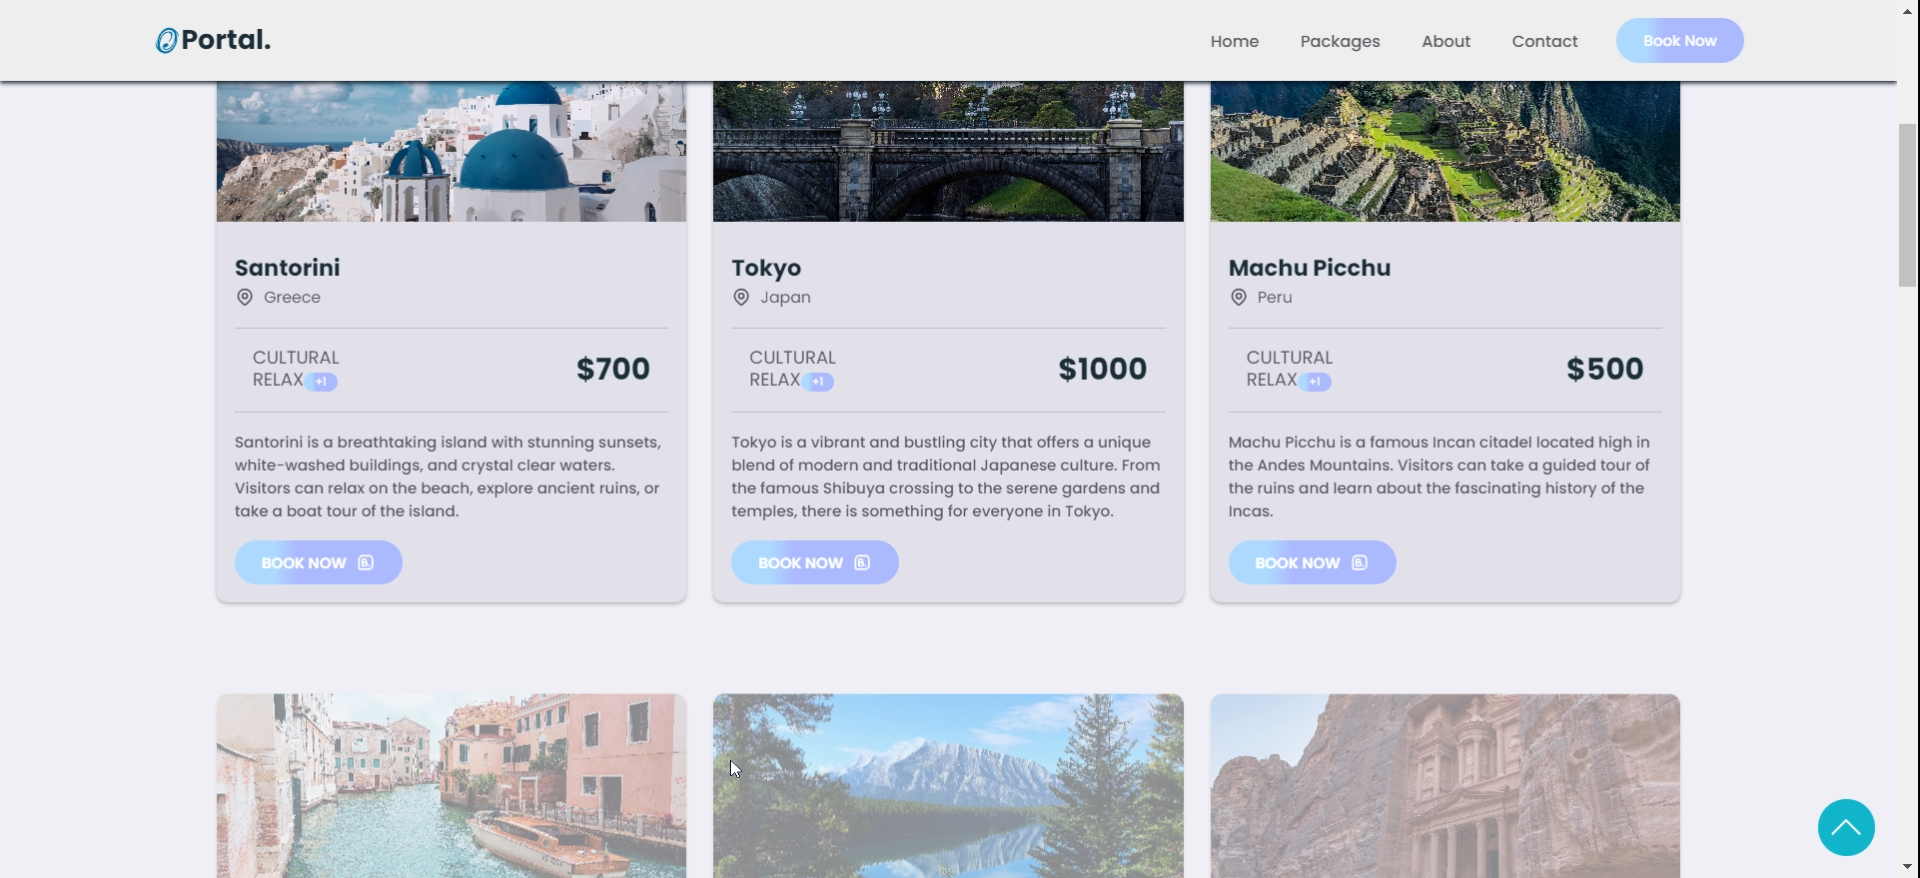 Portal.
Home Packages About Contact Book Now
Santorini
Greece
CULTURAL
RELAX +1
$700
Santorini is a breathtaking island with stunning sunsets,
white-washed buildings, and crystal clear waters.
Visitors can relax on the beach, explore ancient ruins, or
take a boat tour of the island.
BOOK NOW B.
Tokyo
Japan
CULTURAL
RELAX +1
$1000
Tokyo is a vibrant and bustling city that offers a unique
blend of modern and traditional Japanese culture. From
the famous Shibuya crossing to the serene gardens and
temples, there is something for everyone in Tokyo.
BOOK NOW B.
Machu Picchu
Peru
CULTURAL
RELAX +1
$500
Machu Picchu is a famous Incan citadel located high in
the Andes Mountains. Visitors can take a guided tour of
the ruins and learn about the fascinating history of the
Incas.
BOOK NOW B.